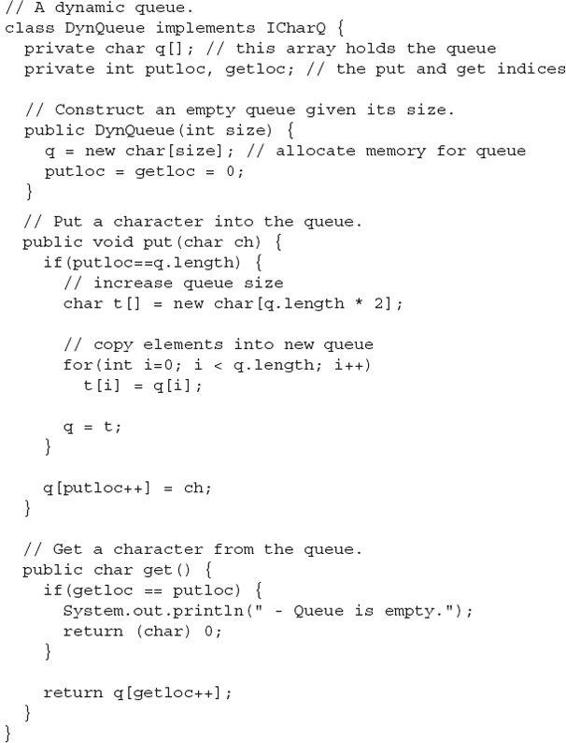 // A dynamic queue.
class DynQueue implements ICharQ {
  private char q[]; // this array holds the queue
  private int putloc, getloc; // the put and get indices

  // Construct an empty queue given its size.
  public DynQueue(int size) {
    q = new char[size]; // allocate memory for queue
    putloc = getloc = 0;
  }

  // Put a character into the queue.
  public void put(char ch) {
    if(putloc==q.length) {
      // increase queue size
      char t[] = new char[q.length * 2];

      // copy elements into new queue
      for(int i=0; i < q.length; i++)
        t[i] = q[i];

      q = t;
    }

    q[putloc++] = ch;
  }

  // Get a character from the queue.
  public char get() {
    if(getloc == putloc) {
      System.out.println(" - Queue is empty.");
      return (char) 0;
    }

    return q[getloc++];
  }
}